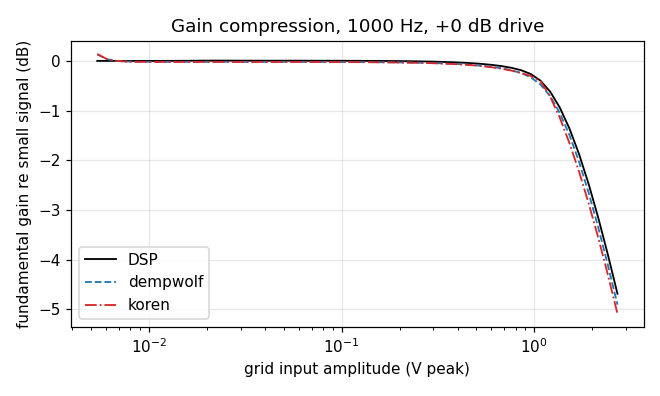 Gain compression, 1000 Hz, +0 dB drive
fundamental gain re small signal (dB)
0
−1
−2
−3
−4
−5
DSP
dempwolf
koren
10⁻²
10⁻¹
10⁰
grid input amplitude (V peak)